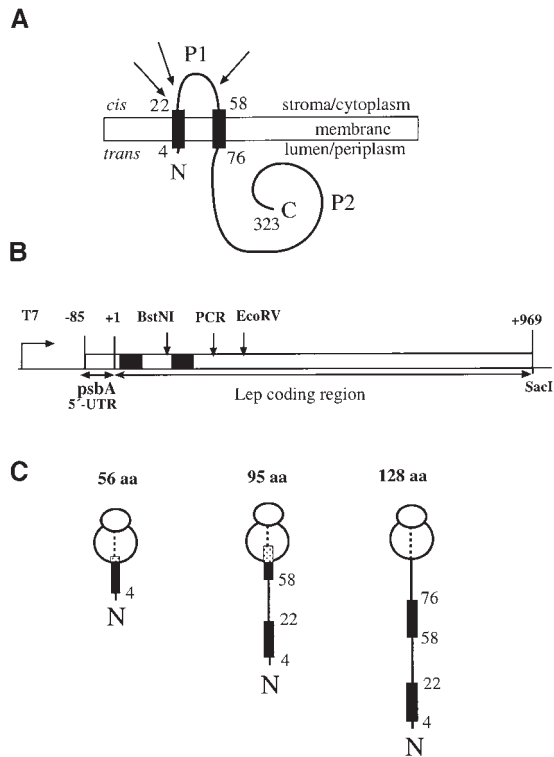 A
P1
cis 22 58 stroma/cytoplasm
membrane
trans 4 76 lumen/periplasm
N
P2
323 C
B
T7 -85 +1 BstNI PCR EcoRV +969
psbA
5´-UTR
Lep coding region
SacI
C
56 aa 95 aa 128 aa
4
N
58
22
4
N
76
58
22
4
N